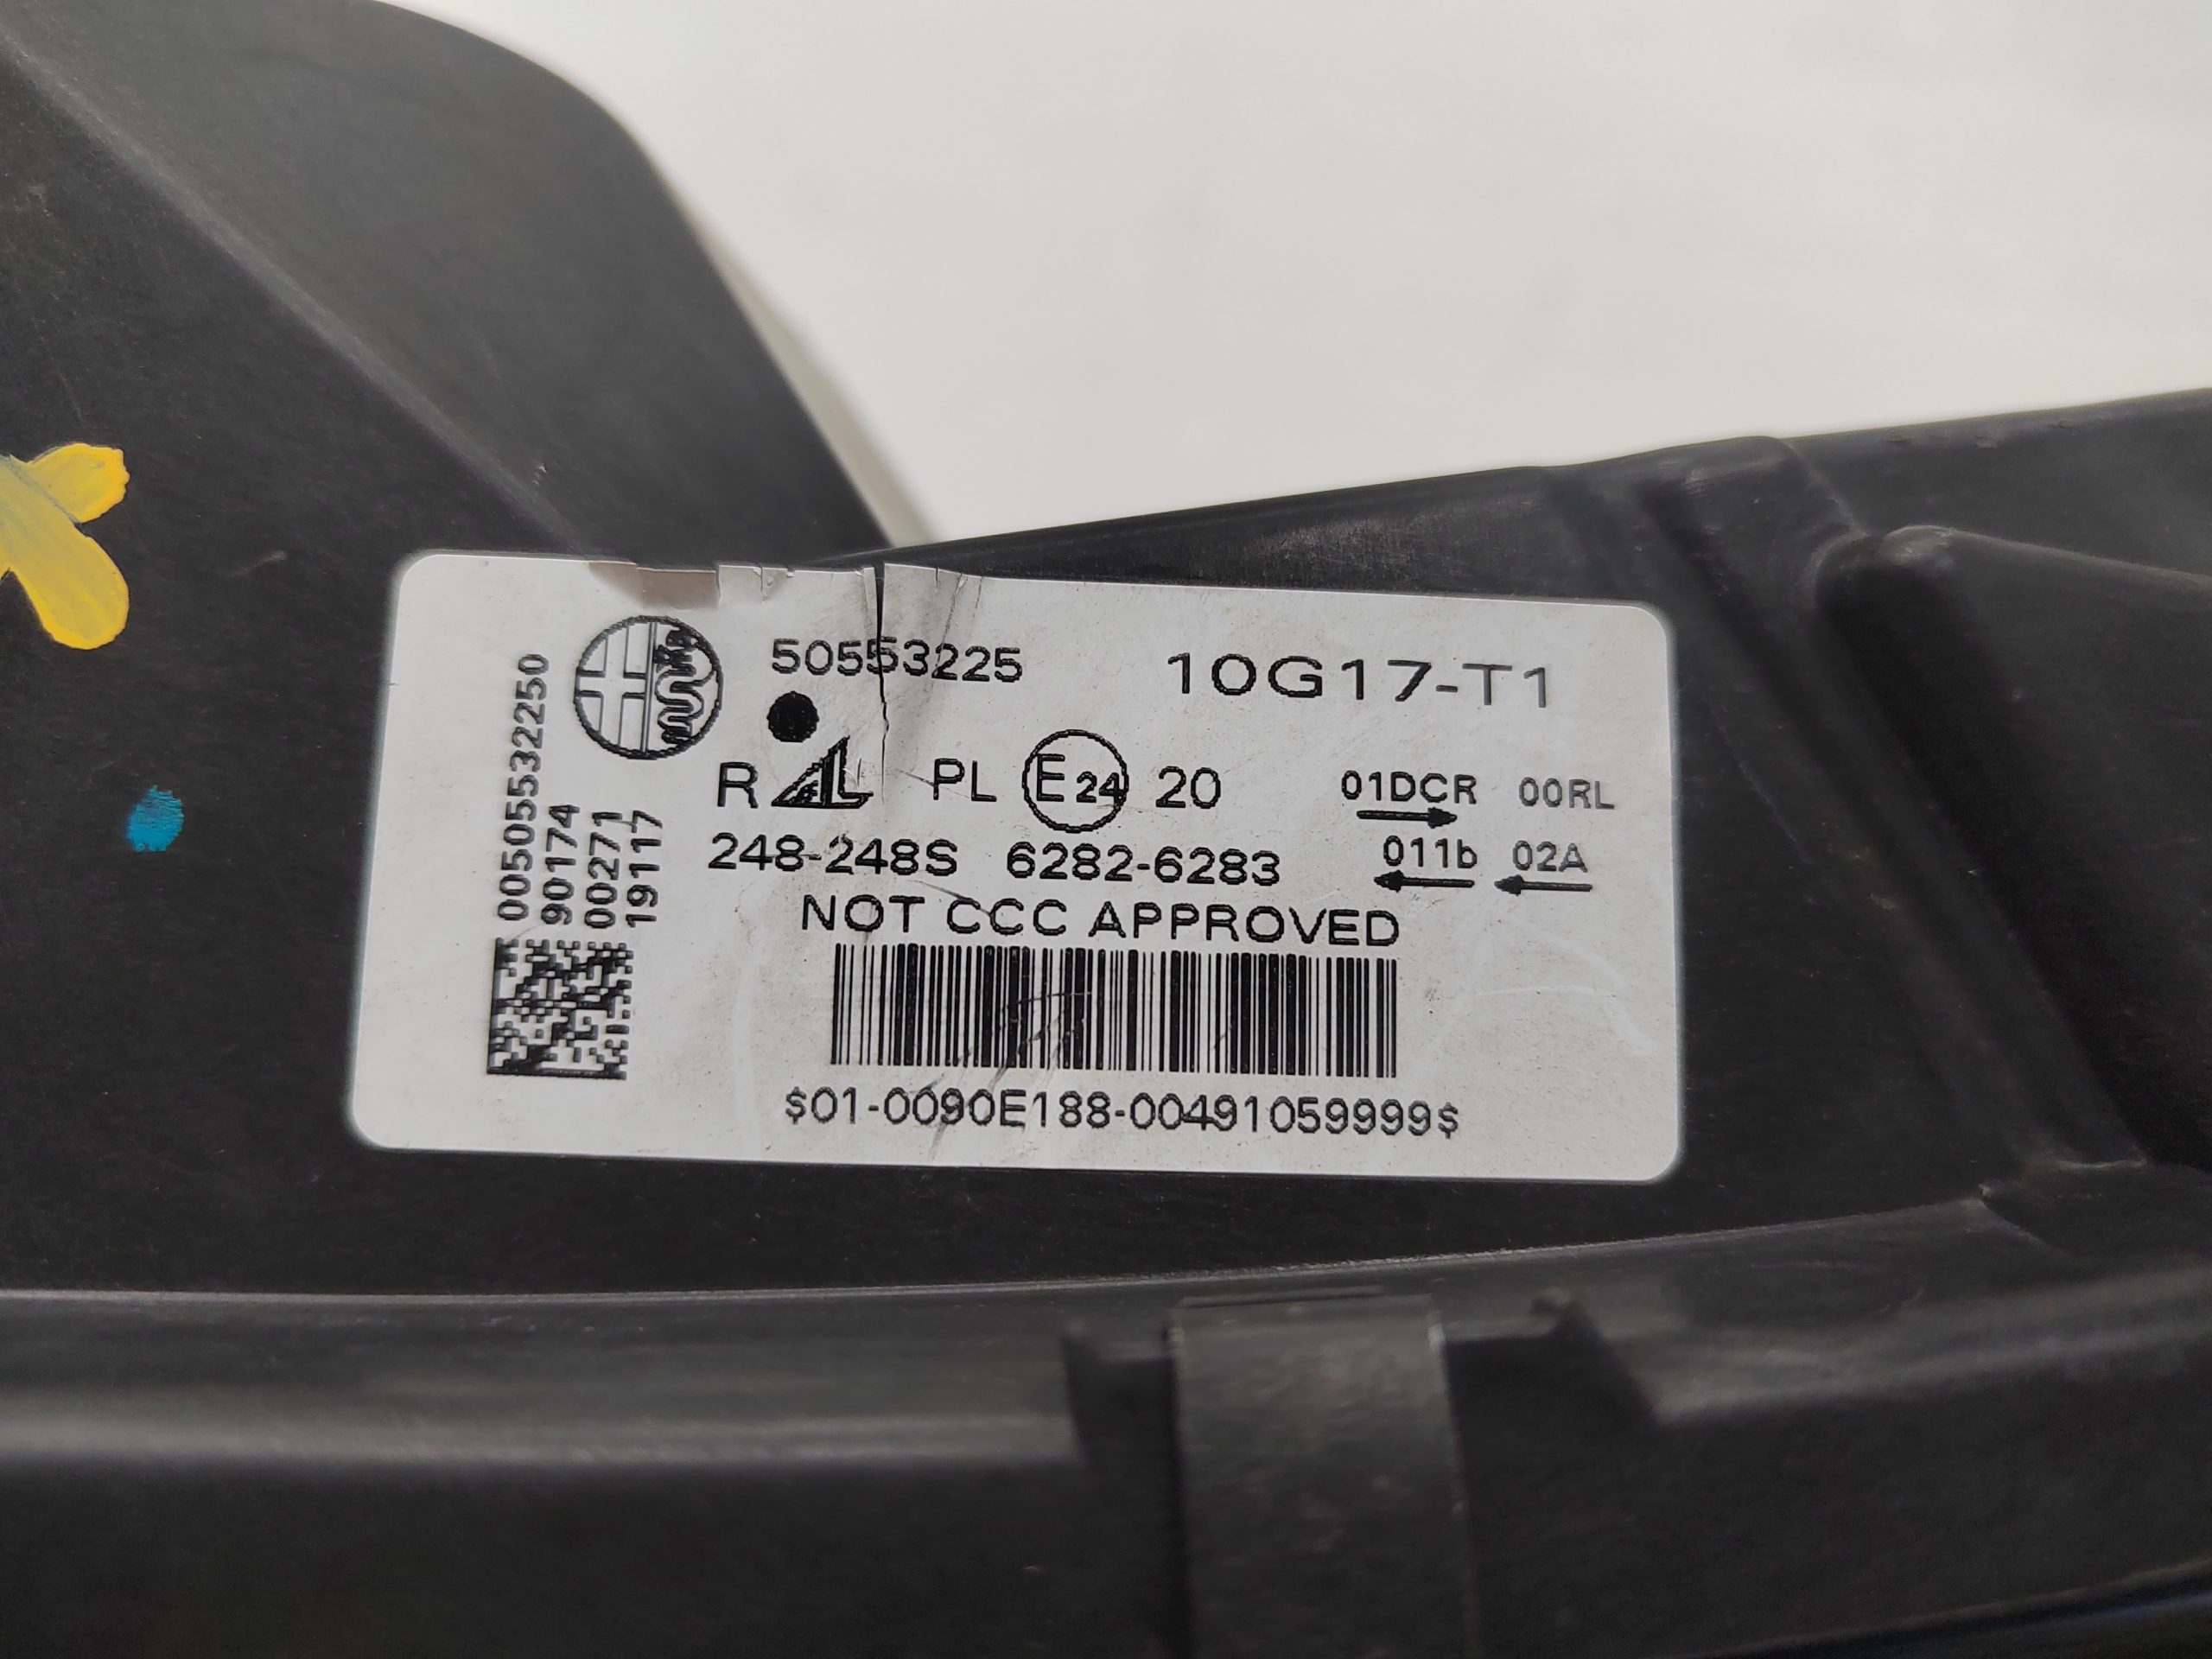 50553225 10G17-T1
R AL PL E24 20 01DCR 00RL
248-248S 6282-6283 011b 02A
NOT CCC APPROVED
$01-0090E188-00491059999$
00505532250
90174
00271
19117